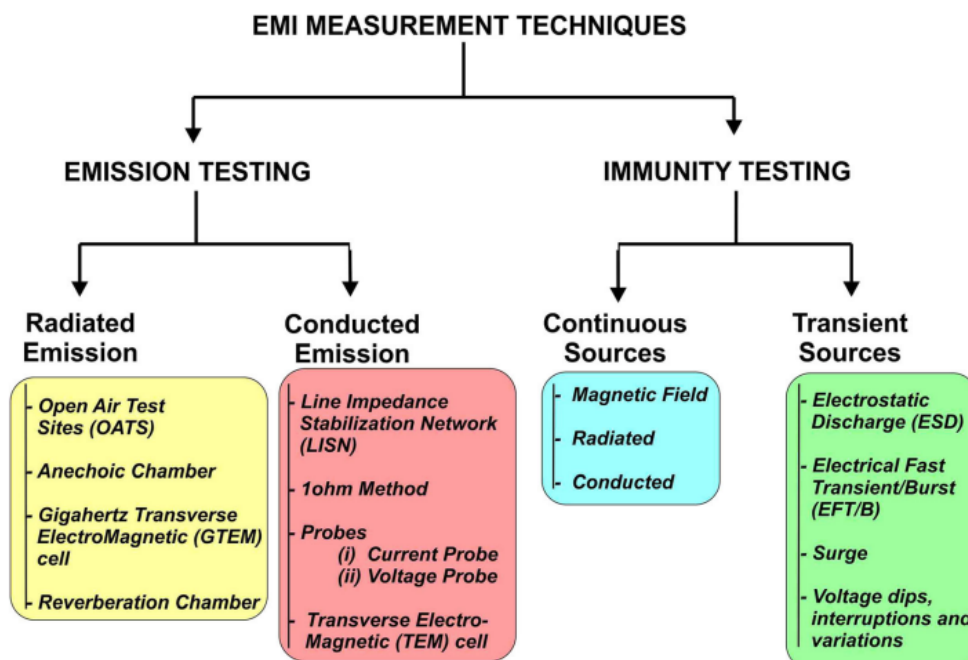 EMI MEASUREMENT TECHNIQUES
EMISSION TESTING
IMMUNITY TESTING
Radiated
Emission
- Open Air Test
Sites (OATS)
- Anechoic Chamber
- Gigahertz Transverse
ElectroMagnetic (GTEM)
cell
- Reverberation Chamber
Conducted
Emission
- Line Impedance
Stabilization Network
(LISN)
- 1ohm Method
- Probes
(i) Current Probe
(ii) Voltage Probe
- Transverse Electro-
Magnetic (TEM) cell
Continuous
Sources
- Magnetic Field
- Radiated
- Conducted
Transient
Sources
- Electrostatic
Discharge (ESD)
- Electrical Fast
Transient/Burst
(EFT/B)
- Surge
- Voltage dips,
interruptions and
variations